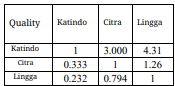 Quality Katindo Citra Lingga
Katindo 1 3.000 4.31
Citra 0.333 1 1.26
Lingga 0.232 0.794 1